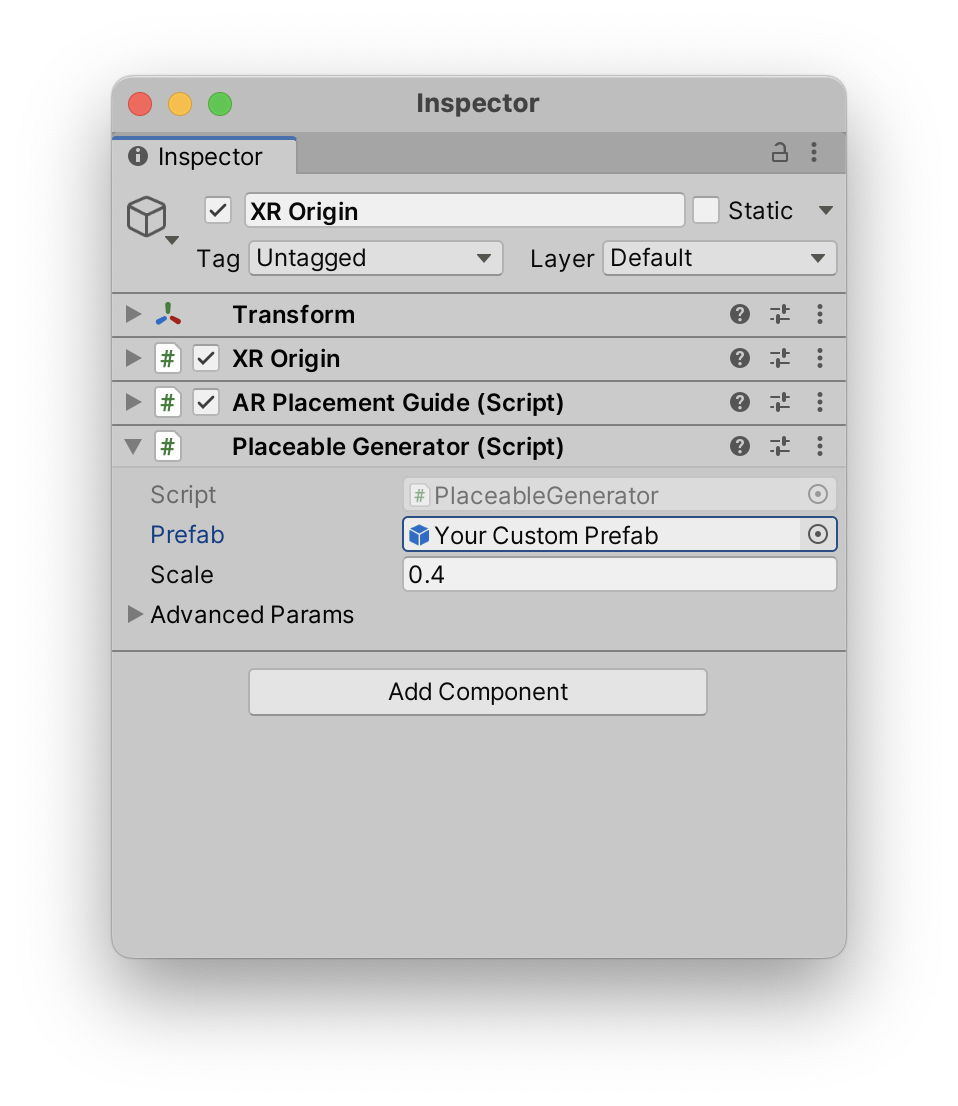 Inspector
Inspector
XR Origin Static
Tag Untagged Layer Default
Transform
# XR Origin
# AR Placement Guide (Script)
# Placeable Generator (Script)
Script # PlaceableGenerator
Prefab Your Custom Prefab
Scale 0.4
Advanced Params
Add Component